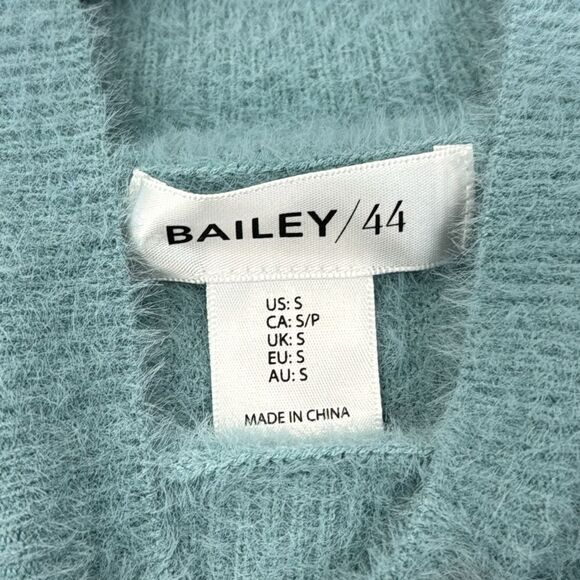 BAILEY/44
US: S
CA: S/P
UK: S
EU: S
AU: S
MADE IN CHINA